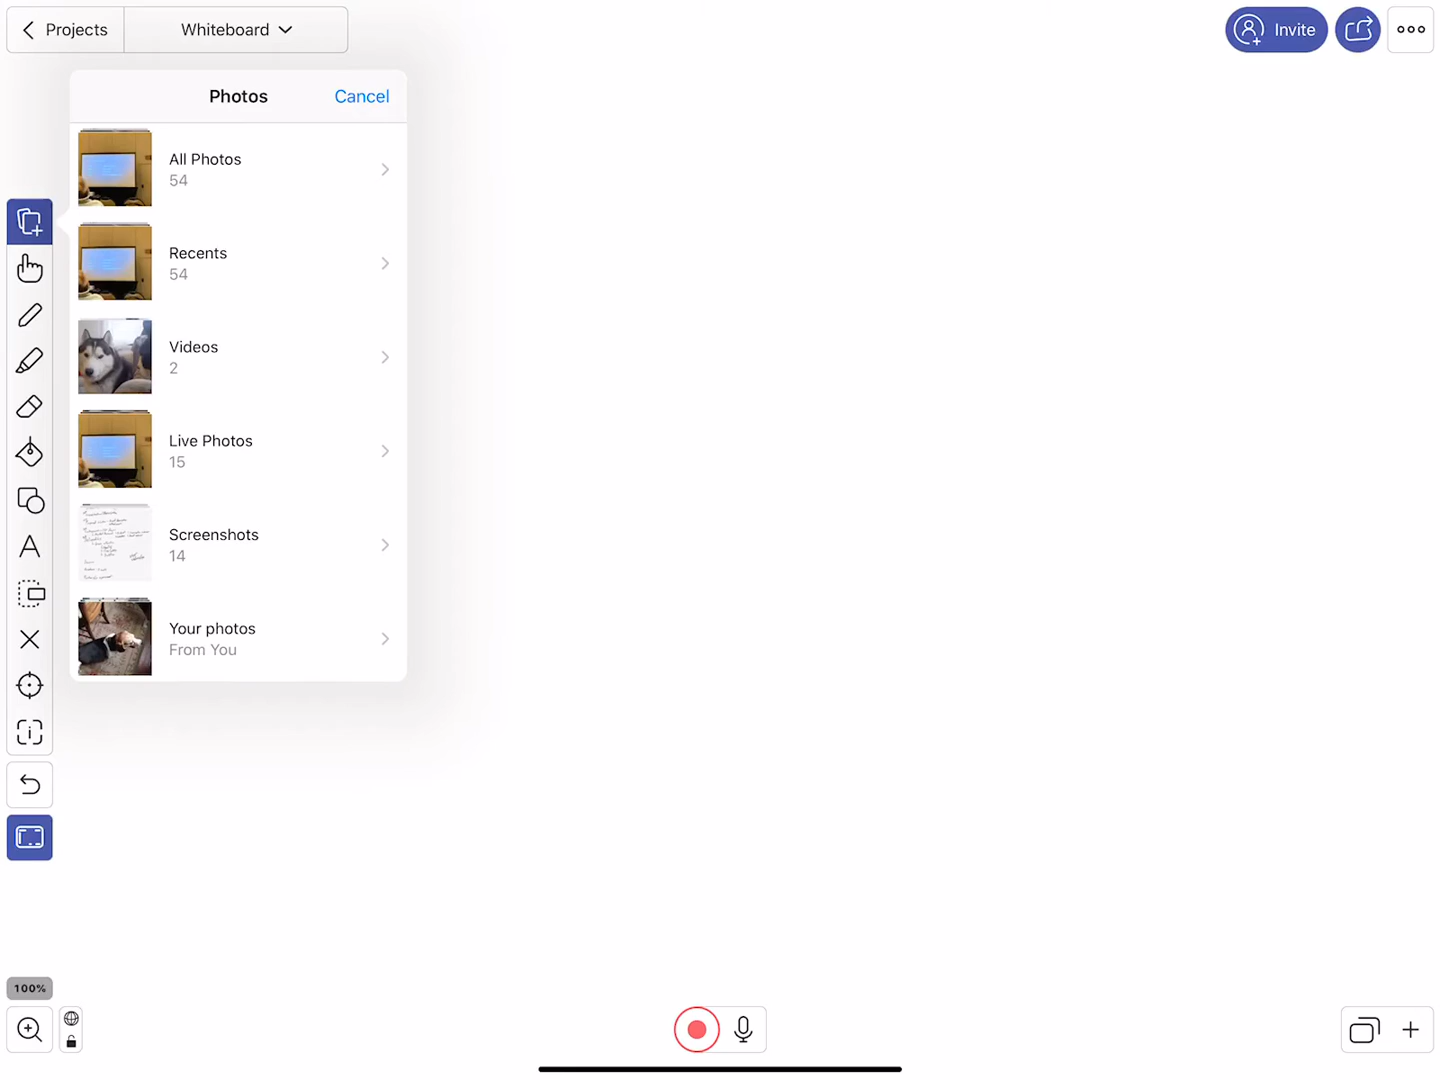 Projects
Whiteboard
Invite
Photos
Cancel
All Photos
54
Recents
54
Videos
2
Live Photos
15
Screenshots
14
Your photos
From You
100%